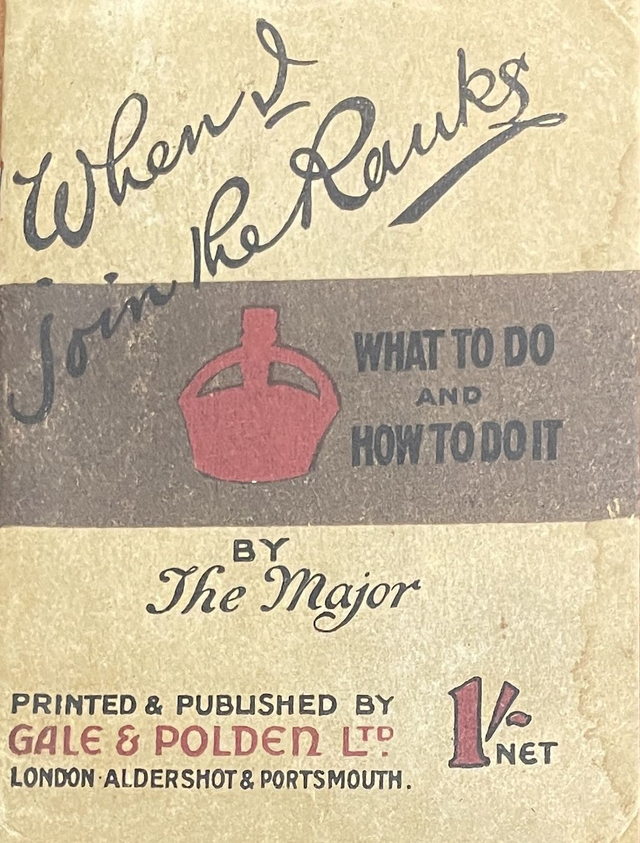 When I
join the Ranks
WHAT TO DO
AND
HOW TO DO IT
BY
The Major
PRINTED & PUBLISHED BY
GALE & POLDEN LTD.
LONDON·ALDERSHOT & PORTSMOUTH.
1/- NET